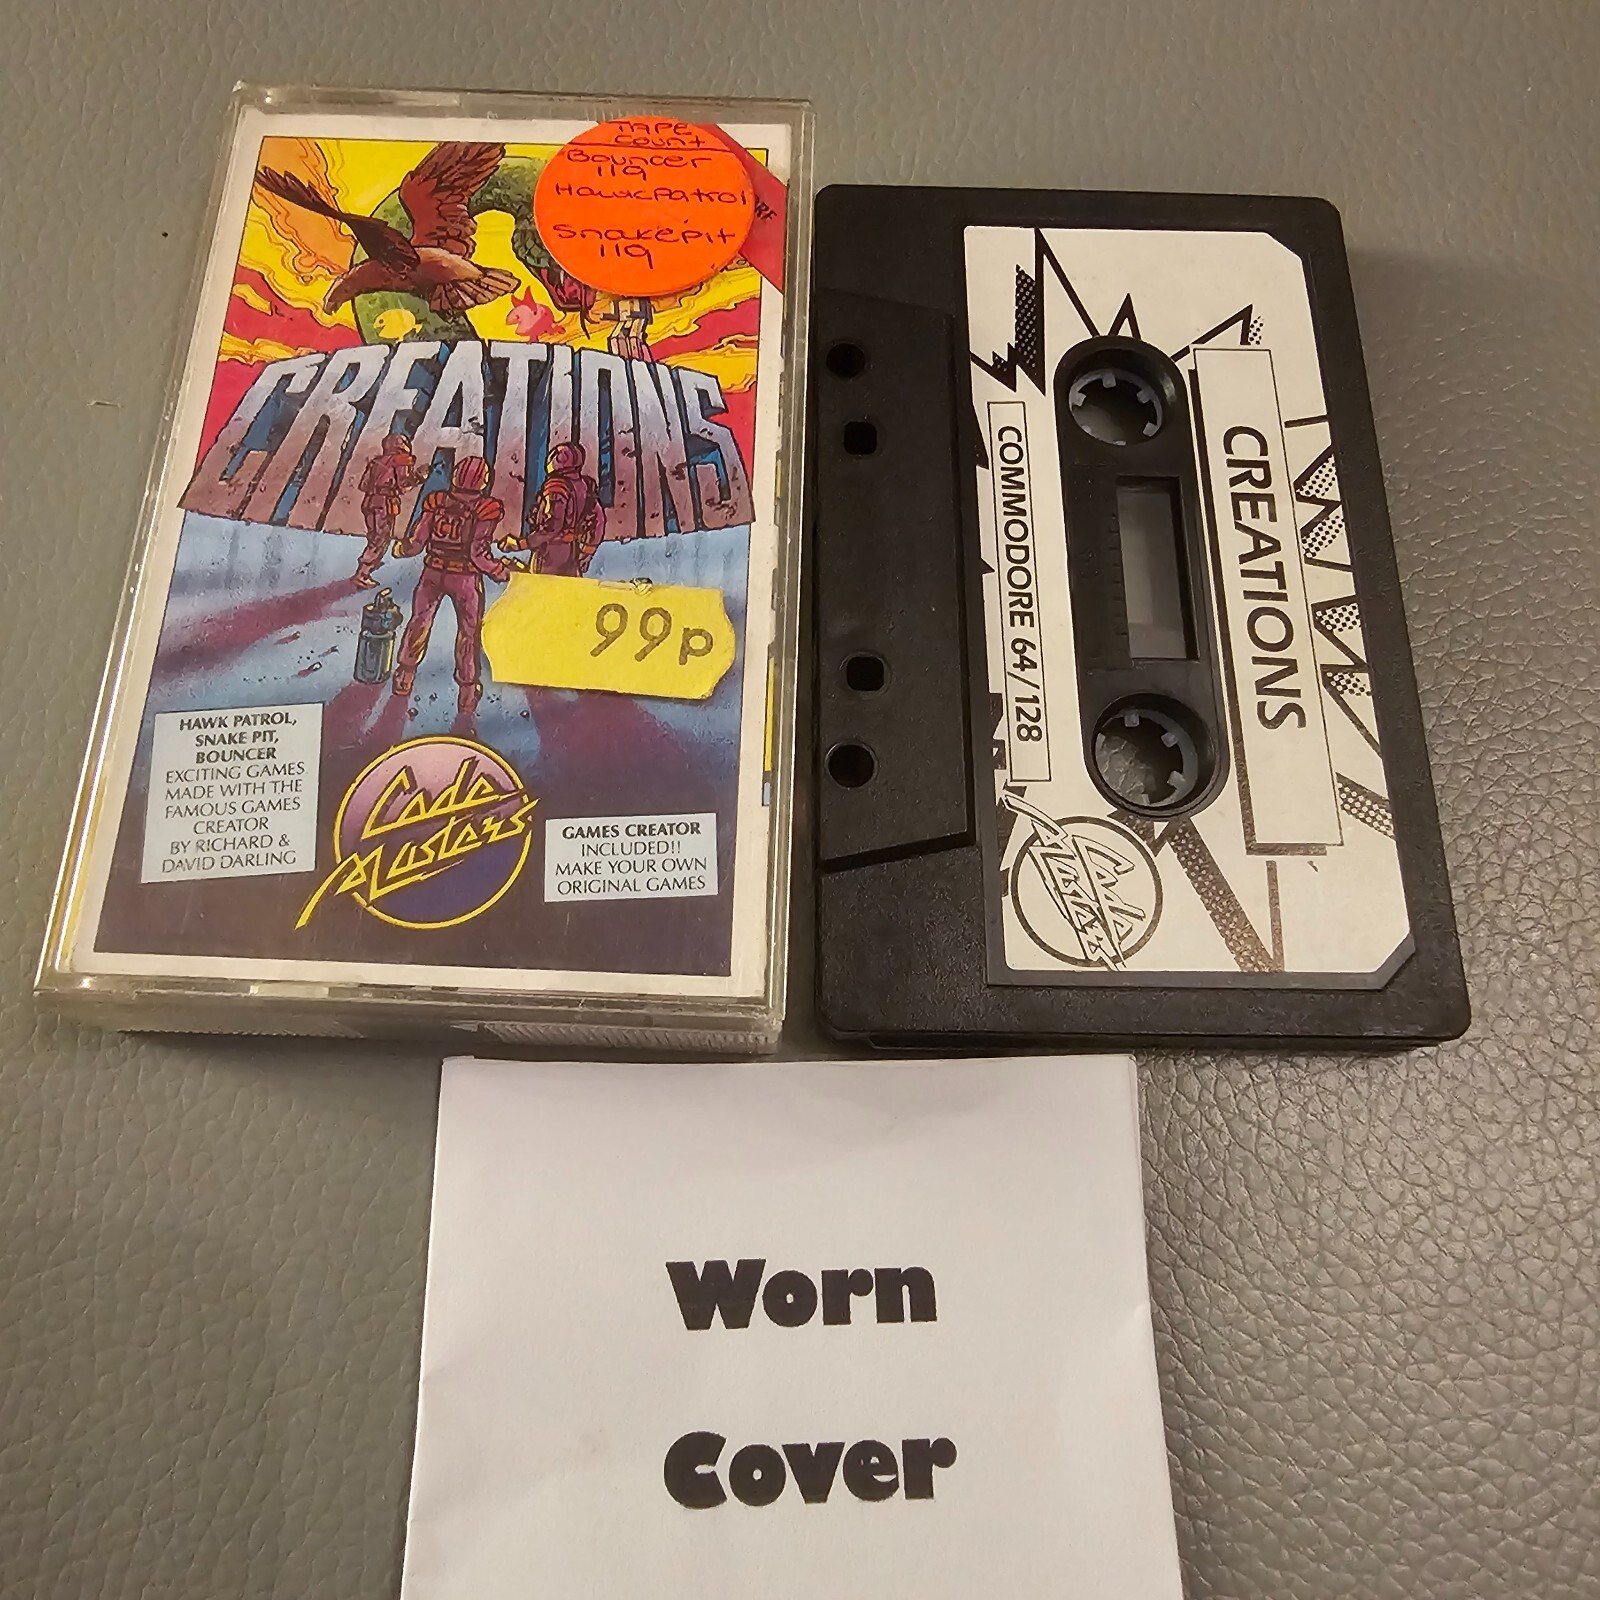 TAPE
Count
Bouncer
119
Hawkpatrol
Snakepit
119
RE
CREATIONS
CJ
99p
HAWK PATROL,
SNAKE PIT,
BOUNCER
EXCITING GAMES
MADE WITH THE
FAMOUS GAMES
CREATOR
BY RICHARD &
DAVID DARLING
Code
Masters
GAMES CREATOR
INCLUDED!!
MAKE YOUR OWN
ORIGINAL GAMES
CREATIONS
COMMODORE 64/128
Code
Masters
Worn
Cover